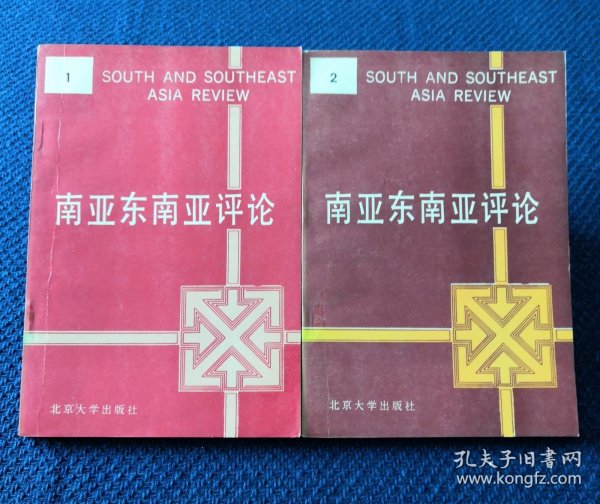 1
SOUTH AND SOUTHEAST
ASIA REVIEW
南亚东南亚评论
北京大学出版社
2
SOUTH AND SOUTHEAST
ASIA REVIEW
南亚东南亚评论
北京大学出版社
孔夫子旧书网
www.kongfz.com